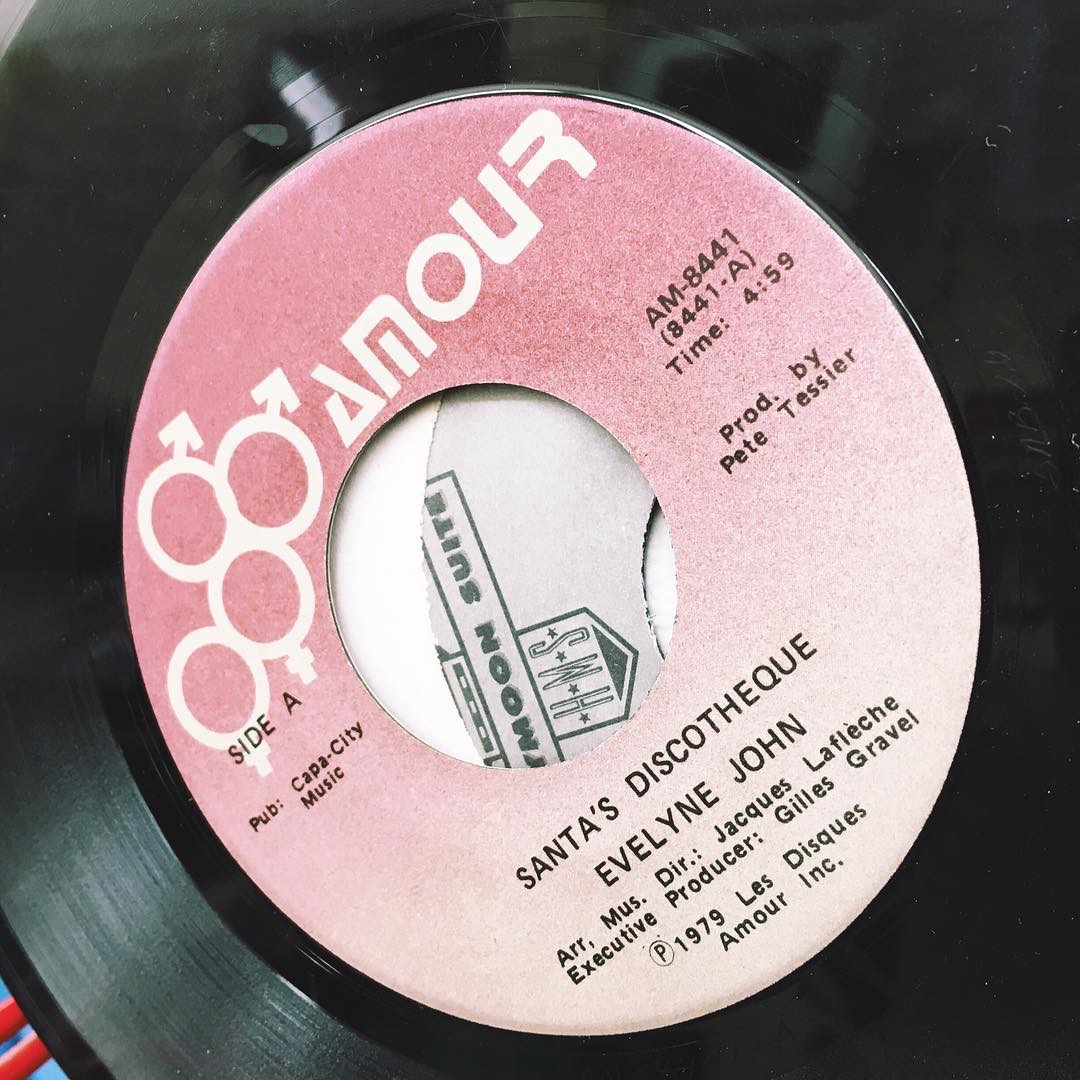 AMOUR
AM-8441
(8441-A)
Time: 4:59
Prod. by
Pete Tessier
SIDE A
Pub: Capa-City
Music
MOON SUITE
SWH
SANTA'S DISCOTHEQUE
EVELYNE JOHN
Arr, Mus. Dir.: Jacques Laflèche
Executive Producer: Gilles Gravel
Ⓟ1979 Les Disques
Amour Inc.